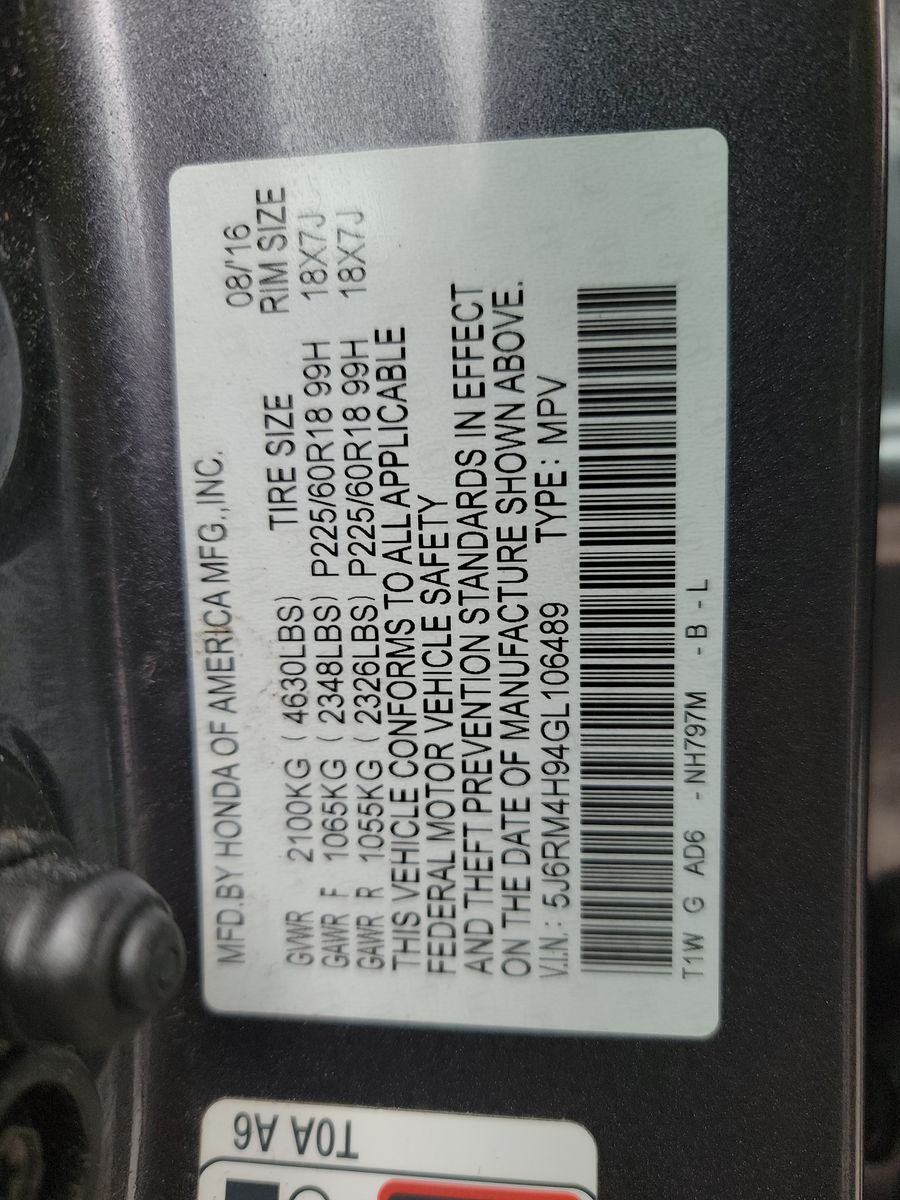 MFD.BY HONDA OF AMERICA MFG.,INC. 08/'16
TIRE SIZE RIM SIZE
GVWR 2100KG ( 4630LBS)
GAWR F 1065KG ( 2348LBS) P225/60R18 99H 18X7J
GAWR R 1055KG ( 2326LBS) P225/60R18 99H 18X7J
THIS VEHICLE CONFORMS TO ALL APPLICABLE
FEDERAL MOTOR VEHICLE SAFETY
AND THEFT PREVENTION STANDARDS IN EFFECT
ON THE DATE OF MANUFACTURE SHOWN ABOVE.
V.I.N.: 5J6RM4H94GL106489 TYPE: MPV
T1W G AD6 - NH797M - B - L
T0A A6